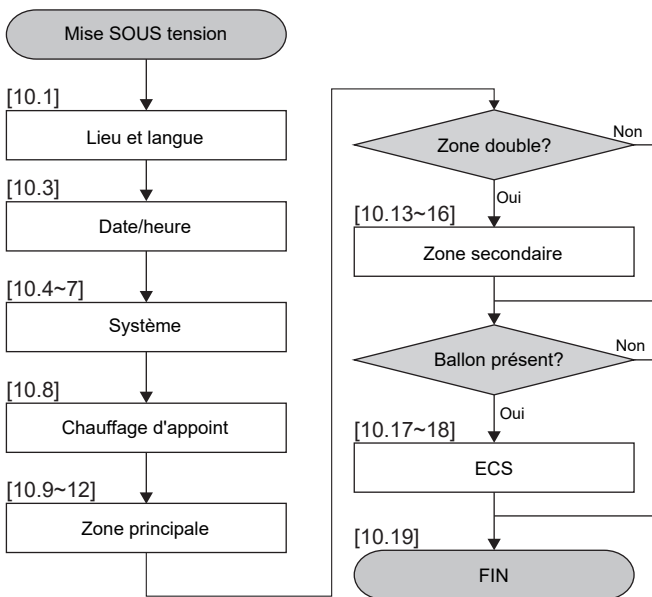 Mise SOUS tension
[10.1]
Lieu et langue
[10.3]
Date/heure
[10.4~7]
Système
[10.8]
Chauffage d'appoint
[10.9~12]
Zone principale
Zone double?
Non
Oui
[10.13~16]
Zone secondaire
Ballon présent?
Non
Oui
[10.17~18]
ECS
[10.19]
FIN